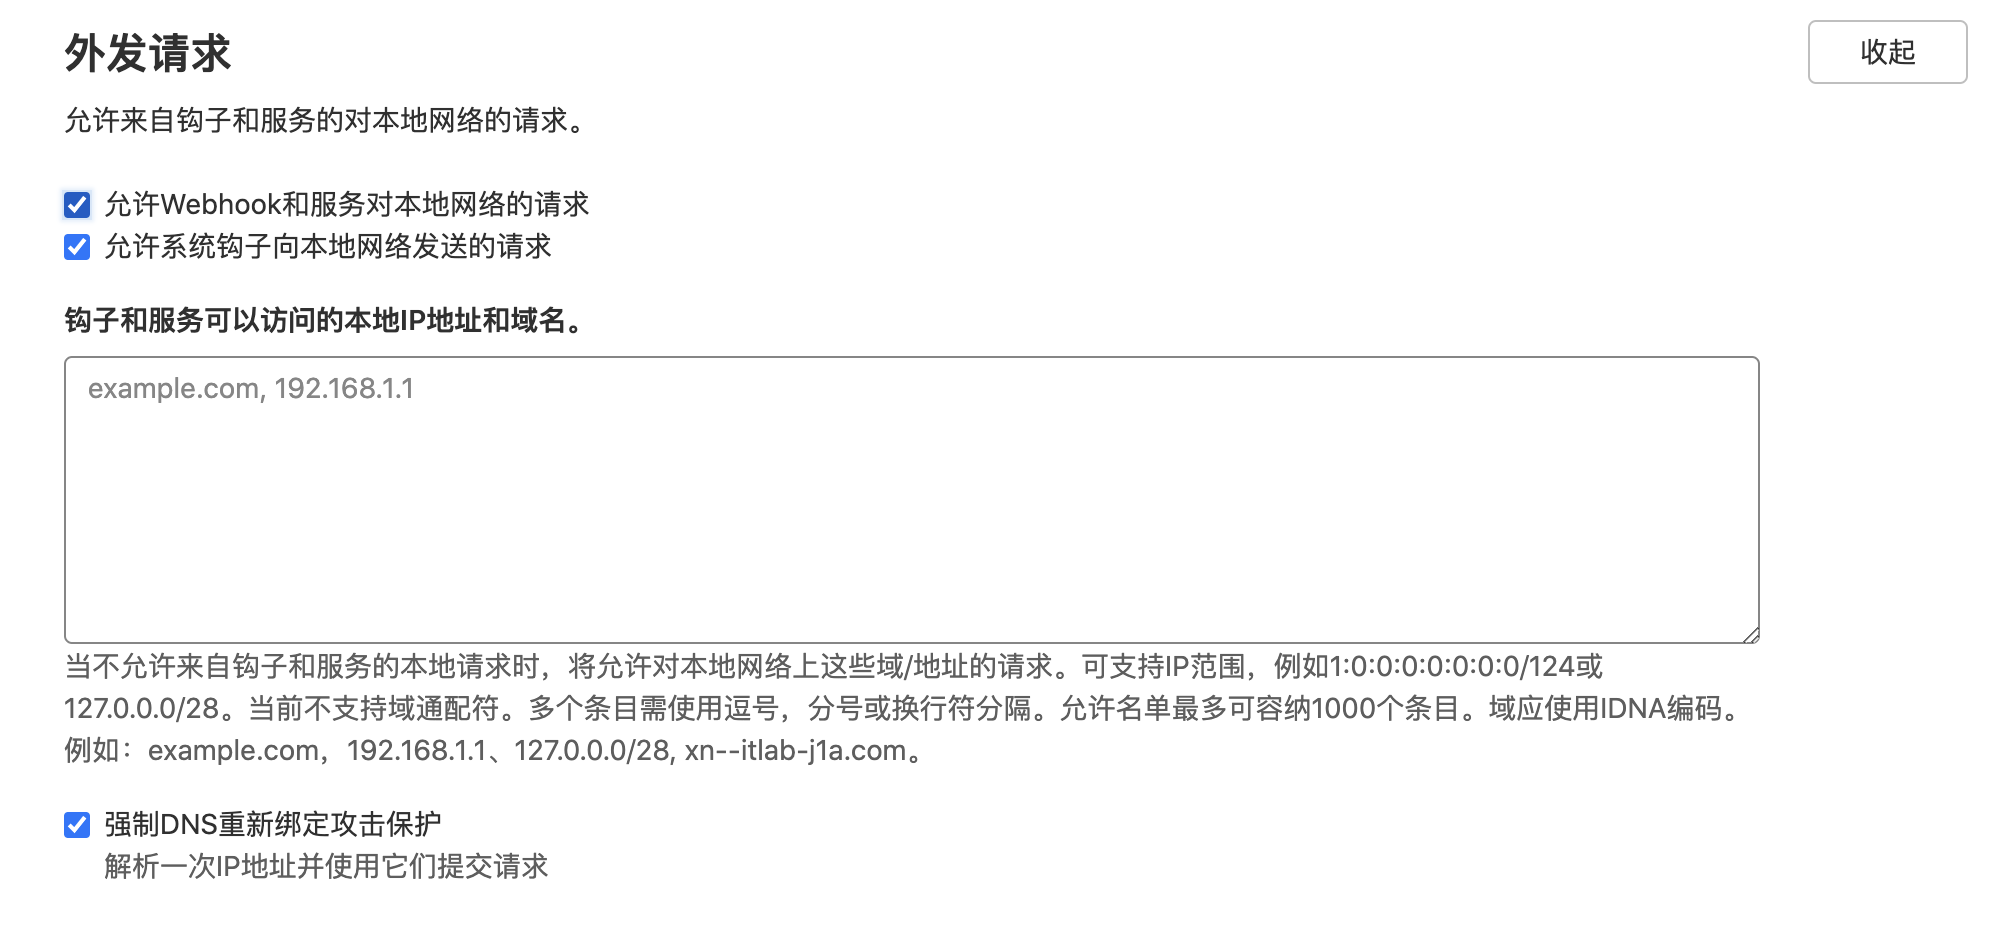 外发请求
收起
允许来自钩子和服务的对本地网络的请求。
允许Webhook和服务对本地网络的请求
允许系统钩子向本地网络发送的请求
钩子和服务可以访问的本地IP地址和域名。
example.com, 192.168.1.1
当不允许来自钩子和服务的本地请求时，将允许对本地网络上这些域/地址的请求。可支持IP范围，例如1:0:0:0:0:0:0:0/124或
127.0.0.0/28。当前不支持域通配符。多个条目需使用逗号，分号或换行符分隔。允许名单最多可容纳1000个条目。域应使用IDNA编码。
例如：example.com，192.168.1.1、127.0.0.0/28, xn--itlab-j1a.com。
强制DNS重新绑定攻击保护
解析一次IP地址并使用它们提交请求